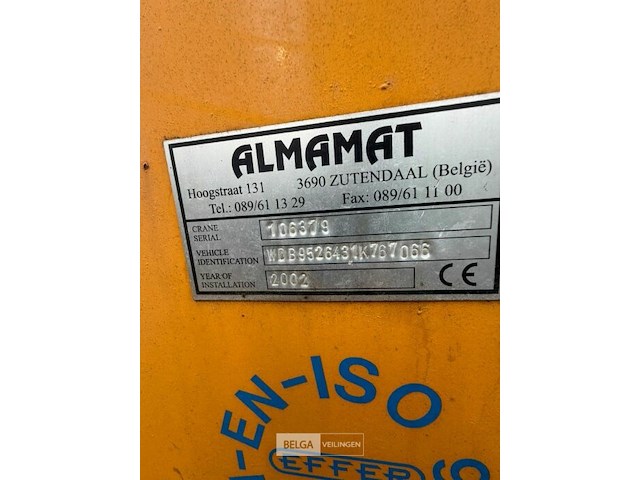 ALMAMAT
Hoogstraat 131 3690 ZUTENDAAL (België)
Tel.: 089/61 13 29 Fax: 089/61 11 00
CRANE SERIAL 106379
VEHICLE IDENTIFICATION WDB9526431K767066
YEAR OF INSTALLATION 2002
CE
-EN-ISO
BELGA VEILINGEN
EFFER